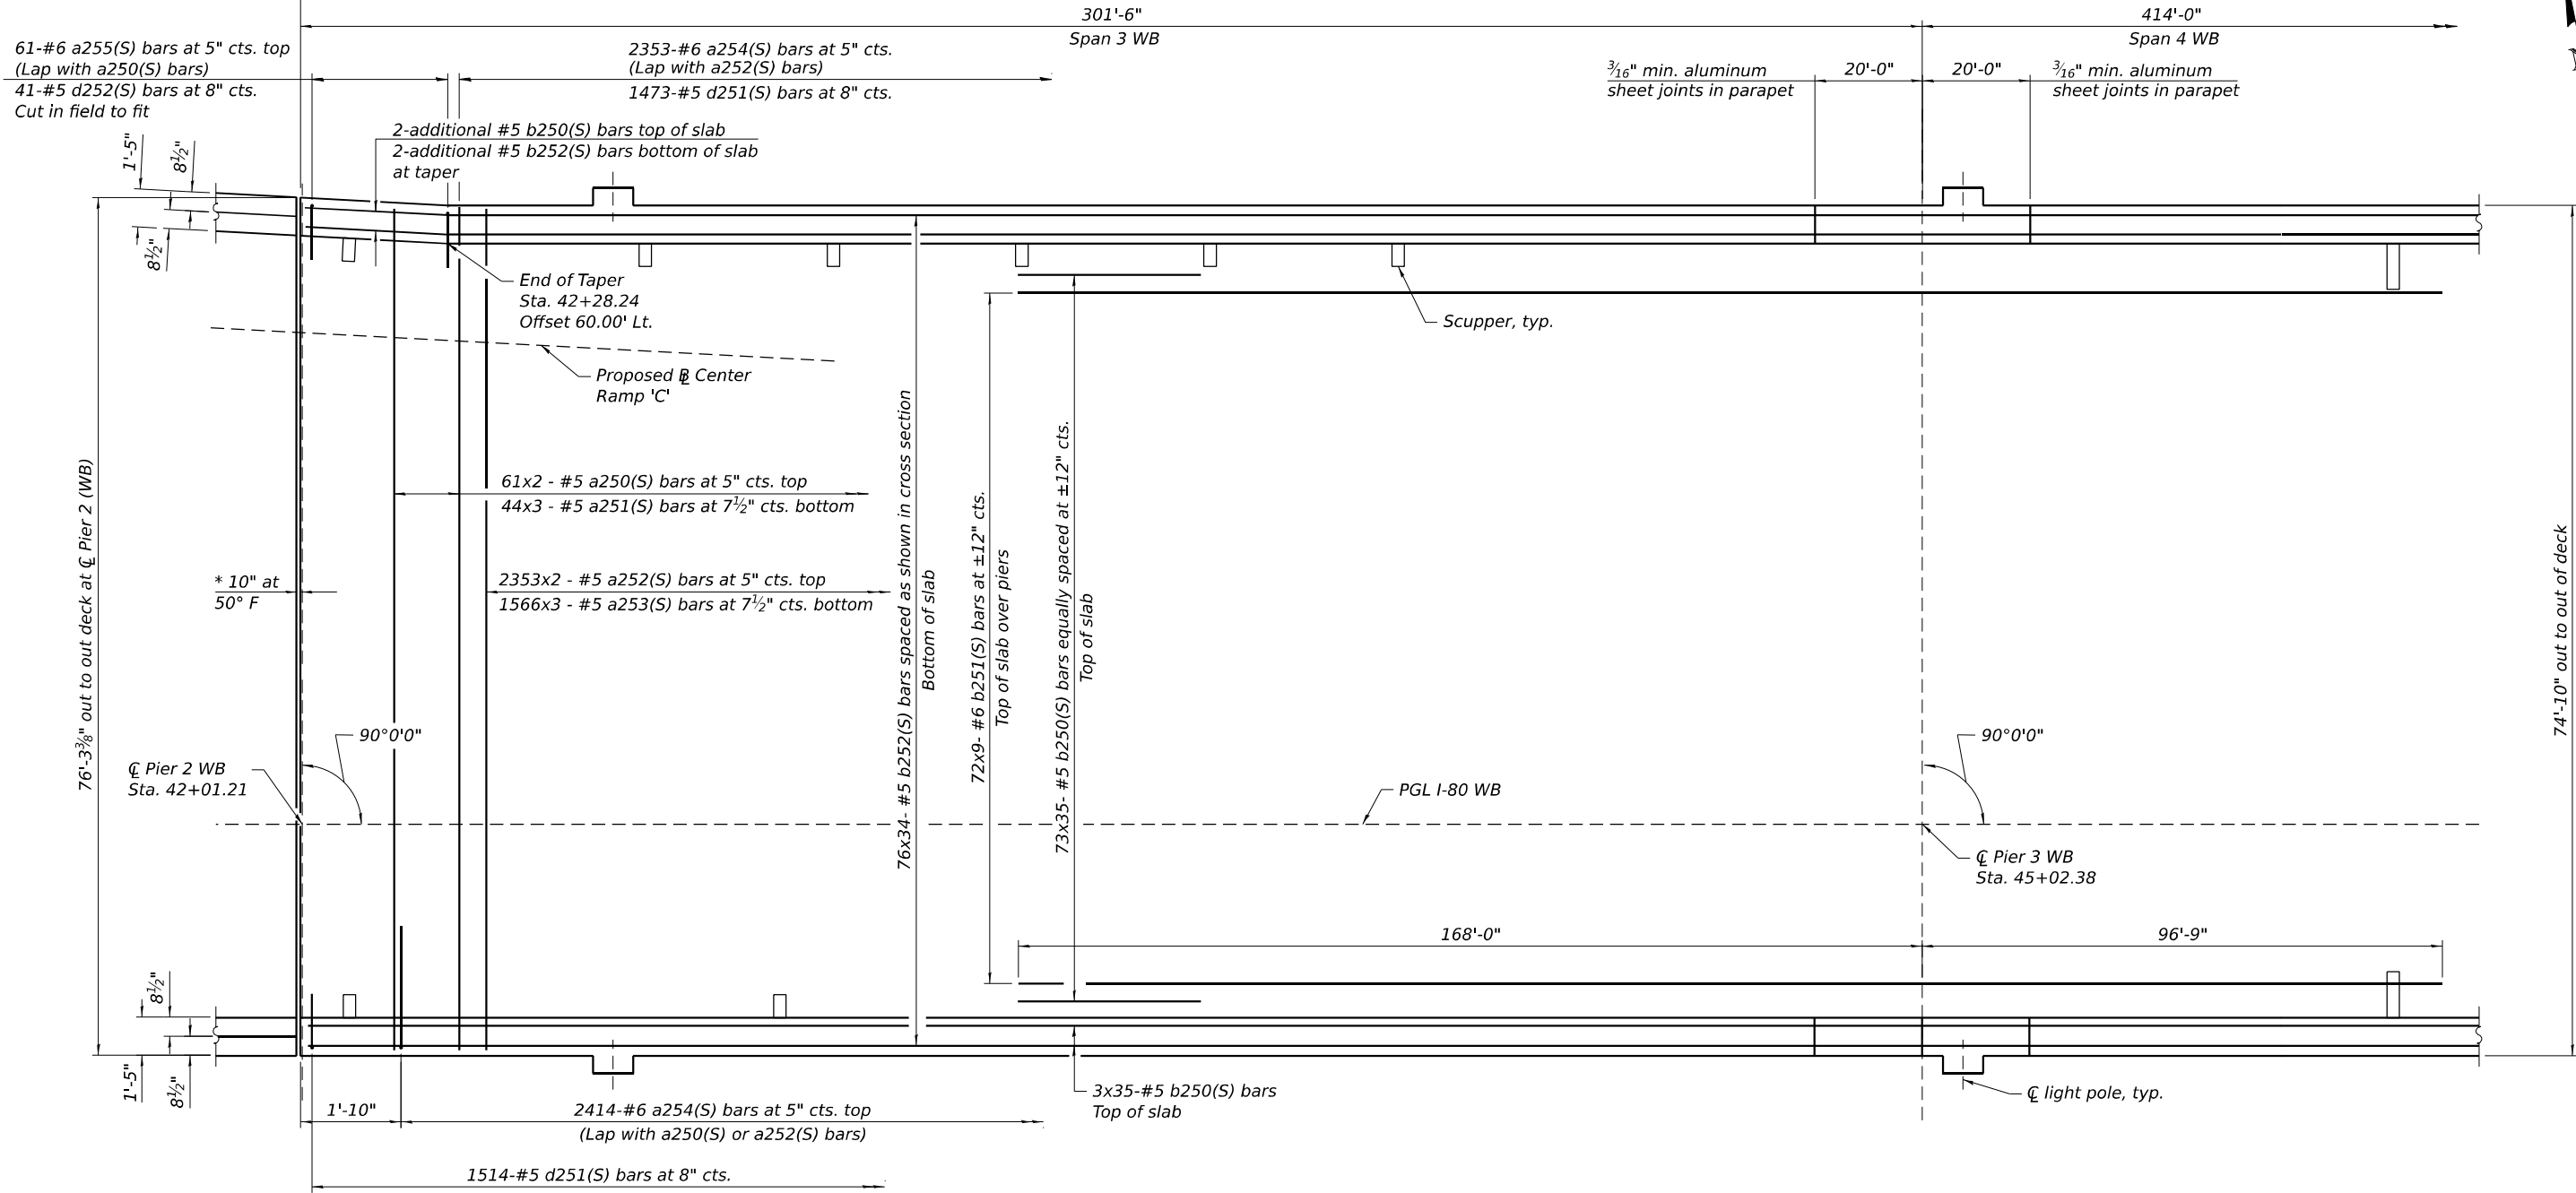 301'-6"
Span 3 WB
414'-0"
Span 4 WB
61-#6 a255(S) bars at 5" cts. top
(Lap with a250(S) bars)
41-#5 d252(S) bars at 8" cts.
Cut in field to fit
2353-#6 a254(S) bars at 5" cts.
(Lap with a252(S) bars)
1473-#5 d251(S) bars at 8" cts.
3/16" min. aluminum
sheet joints in parapet
20'-0"
20'-0"
3/16" min. aluminum
sheet joints in parapet
2-additional #5 b250(S) bars top of slab
2-additional #5 b252(S) bars bottom of slab
at taper
1'-5"
8½"
8½"
End of Taper
Sta. 42+28.24
Offset 60.00' Lt.
Scupper, typ.
Proposed ℄ Center
Ramp 'C'
61x2 - #5 a250(S) bars at 5" cts. top
44x3 - #5 a251(S) bars at 7½" cts. bottom
2353x2 - #5 a252(S) bars at 5" cts. top
1566x3 - #5 a253(S) bars at 7½" cts. bottom
* 10" at
50° F
76'-3⅜" out to out deck at ℄ Pier 2 (WB)
76x34- #5 b252(S) bars spaced as shown in cross section
Bottom of slab
72x9- #6 b251(S) bars at ±12" cts.
Top of slab over piers
73x35- #5 b250(S) bars equally spaced at ±12" cts.
Top of slab
74'-10" out to out of deck
90°0'0"
90°0'0"
℄ Pier 2 WB
Sta. 42+01.21
PGL I-80 WB
℄ Pier 3 WB
Sta. 45+02.38
168'-0"
96'-9"
8½"
1'-5"
8½"
3x35-#5 b250(S) bars
Top of slab
℄ light pole, typ.
1'-10"
2414-#6 a254(S) bars at 5" cts. top
(Lap with a250(S) or a252(S) bars)
1514-#5 d251(S) bars at 8" cts.